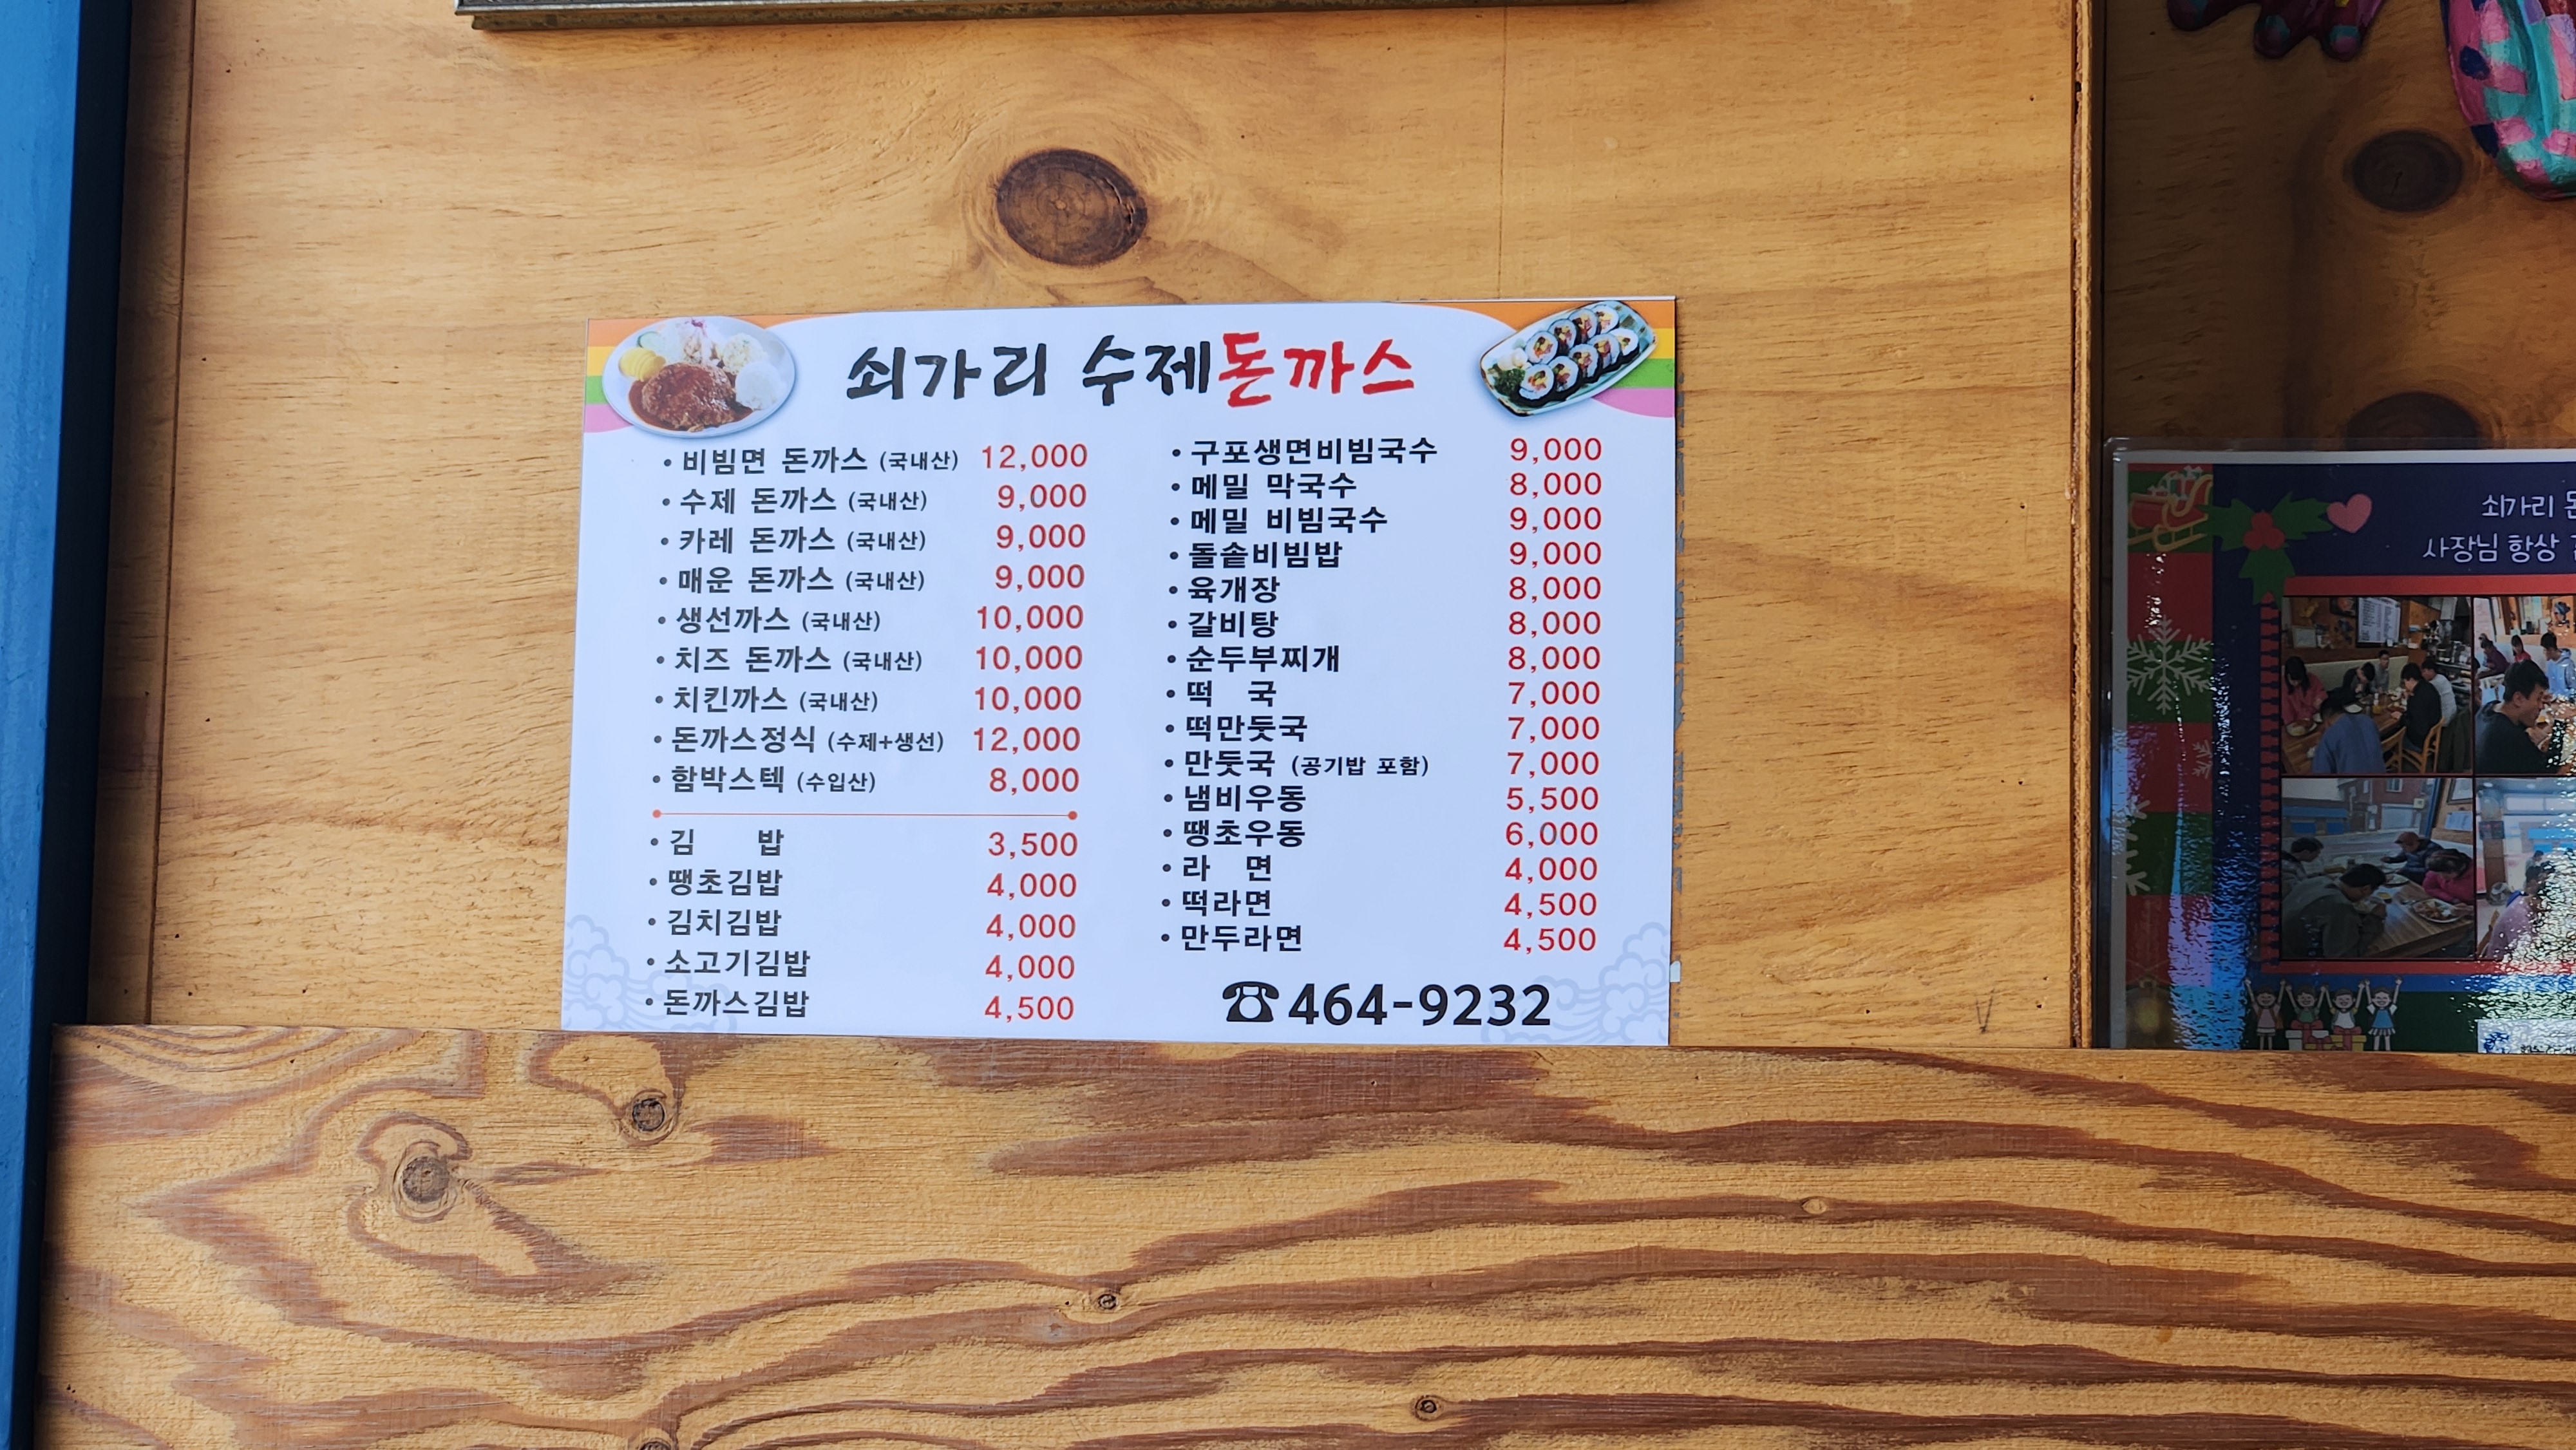 쇠가리 수제돈까스
• 비빔면 돈까스 (국내산) 12,000
• 수제 돈까스 (국내산) 9,000
• 카레 돈까스 (국내산) 9,000
• 매운 돈까스 (국내산) 9,000
• 생선까스 (국내산) 10,000
• 치즈 돈까스 (국내산) 10,000
• 치킨까스 (국내산) 10,000
• 돈까스정식 (수제+생선) 12,000
• 함박스텍 (수입산) 8,000
• 김 밥 3,500
• 땡초김밥 4,000
• 김치김밥 4,000
• 소고기김밥 4,000
• 돈까스김밥 4,500
• 구포생면비빔국수 9,000
• 메밀 막국수 8,000
• 메밀 비빔국수 9,000
• 돌솥비빔밥 9,000
• 육개장 8,000
• 갈비탕 8,000
• 순두부찌개 8,000
• 떡 국 7,000
• 떡만둣국 7,000
• 만둣국 (공기밥 포함) 7,000
• 냄비우동 5,500
• 땡초우동 6,000
• 라 면 4,000
• 떡라면 4,500
• 만두라면 4,500
☎464-9232
쇠가리
사장님 항상